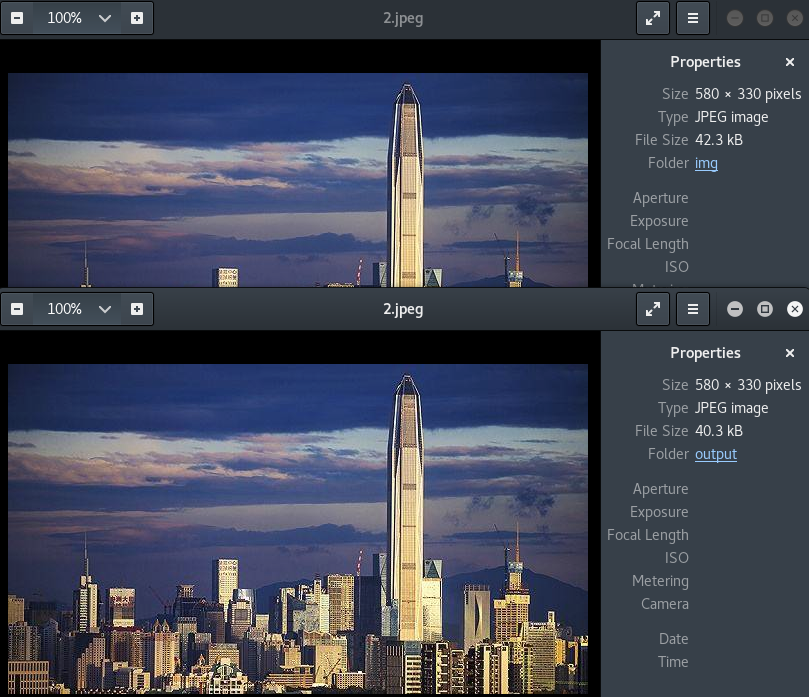 100%
2.jpeg
Properties
Size 580 × 330 pixels
Type JPEG image
File Size 42.3 kB
Folder img
Aperture
Exposure
Focal Length
ISO
100%
2.jpeg
Properties
Size 580 × 330 pixels
Type JPEG image
File Size 40.3 kB
Folder output
Aperture
Exposure
Focal Length
ISO
Metering
Camera
Date
Time